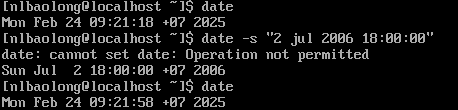 [nlbaolong@localhost ~]$ date
Mon Feb 24 09:21:18 +07 2025
[nlbaolong@localhost ~]$ date -s "2 jul 2006 18:00:00"
date: cannot set date: Operation not permitted
Sun Jul  2 18:00:00 +07 2006
[nlbaolong@localhost ~]$ date
Mon Feb 24 09:21:58 +07 2025